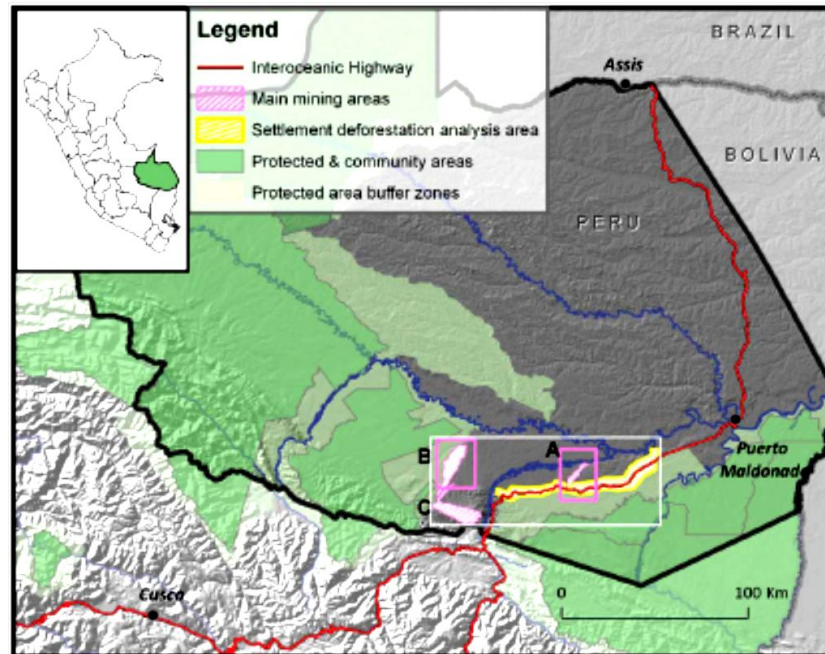 Legend
Interoceanic Highway
Main mining areas
Settlement deforestation analysis area
Protected & community areas
Protected area buffer zones
BRAZIL
Assis
BOLIVIA
PERU
B
A
C
Puerto
Maldonado
Cusco
0
100 Km